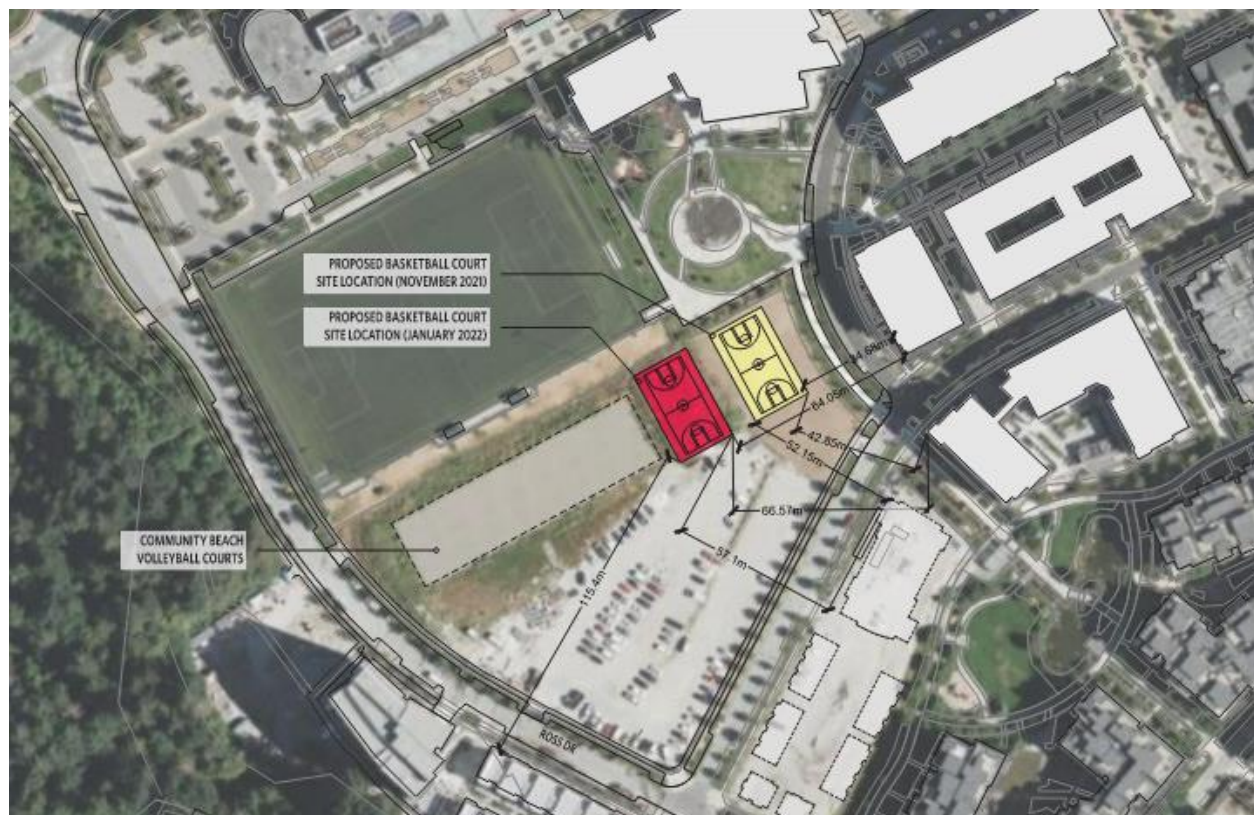 PROPOSED BASKETBALL COURT
SITE LOCATION (NOVEMBER 2021)
PROPOSED BASKETBALL COURT
SITE LOCATION (JANUARY 2022)
64.08m
42.85m
52.15m
66.57m
57.1m
115.4m
COMMUNITY BEACH
VOLLEYBALL COURTS
ROSS DR